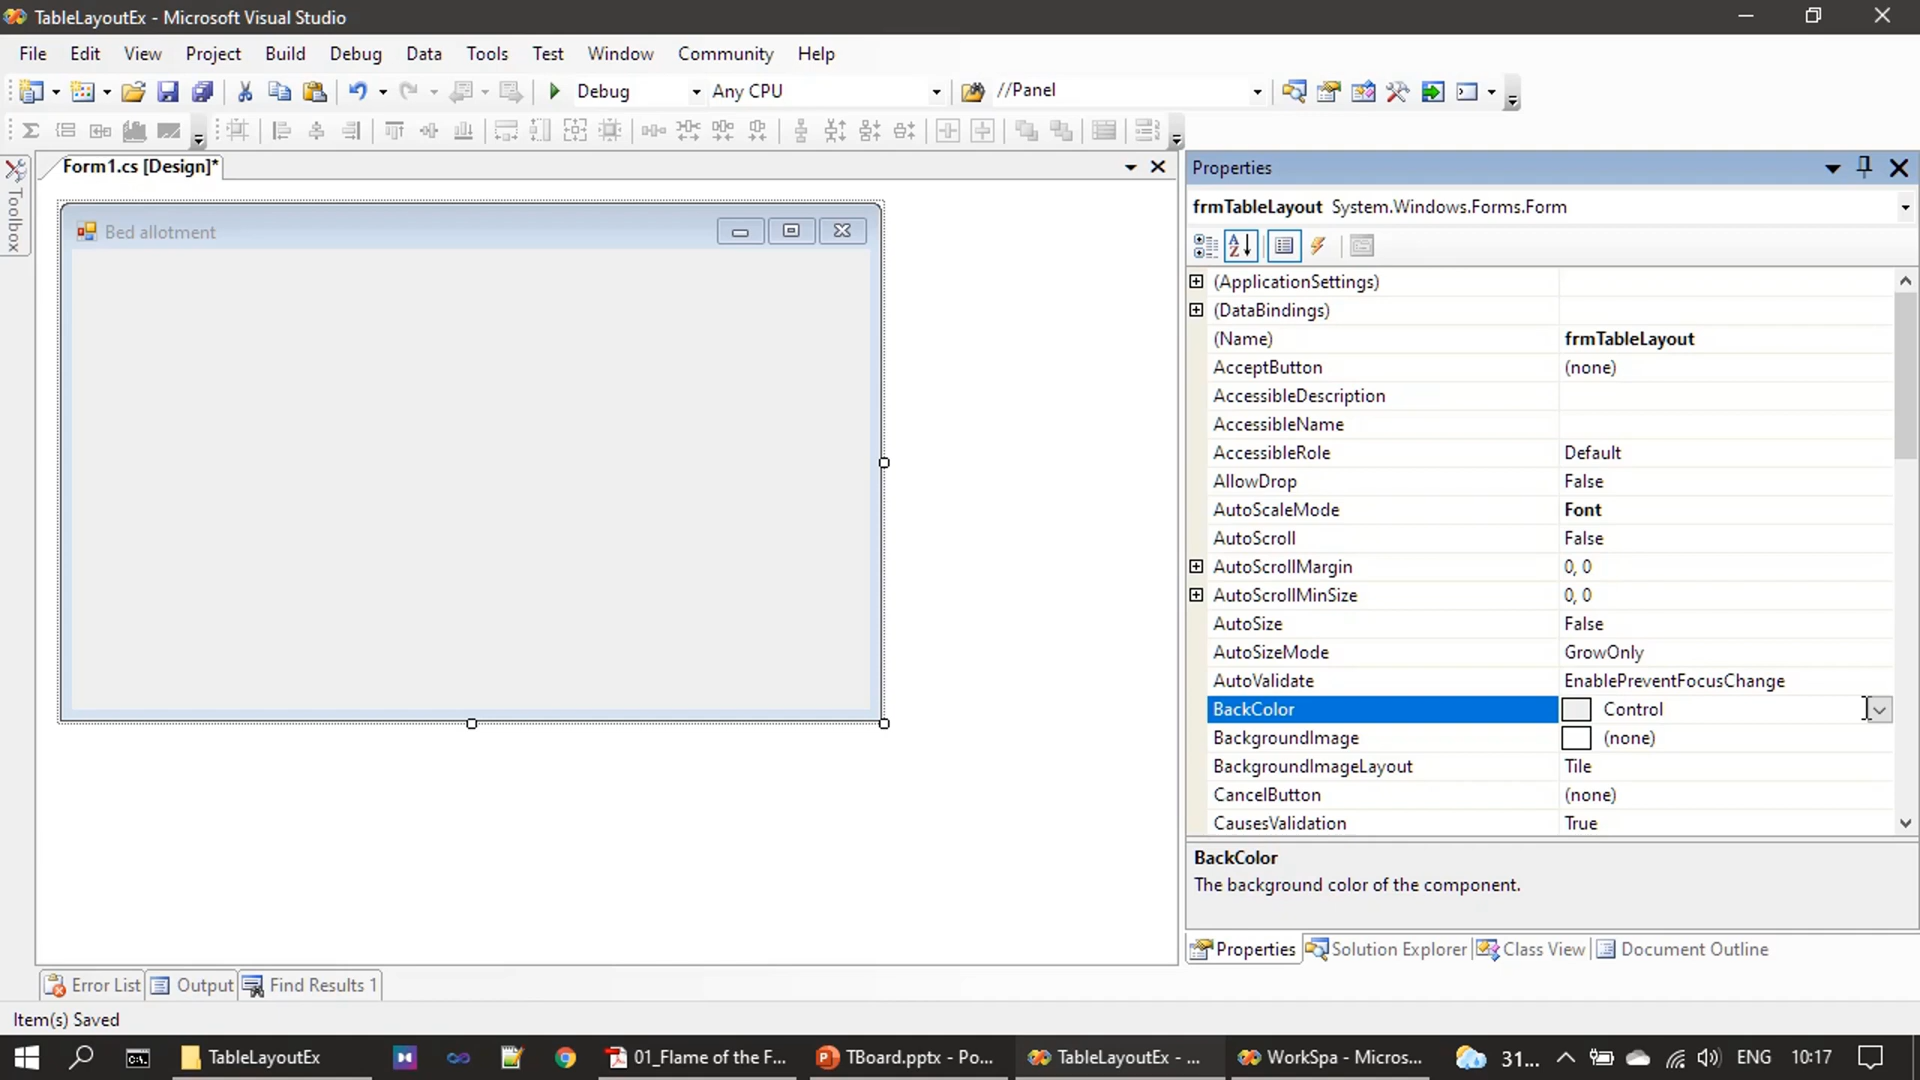 TableLayoutEx - Microsoft Visual Studio
File Edit View Project Build Debug Data Tools Test Window Community Help
Debug Any CPU //Panel
Form1.cs [Design]*
Toolbox
Bed allotment
Properties
frmTableLayout System.Windows.Forms.Form
(ApplicationSettings)
(DataBindings)
(Name) frmTableLayout
AcceptButton (none)
AccessibleDescription
AccessibleName
AccessibleRole Default
AllowDrop False
AutoScaleMode Font
AutoScroll False
AutoScrollMargin 0, 0
AutoScrollMinSize 0, 0
AutoSize False
AutoSizeMode GrowOnly
AutoValidate EnablePreventFocusChange
BackColor Control
BackgroundImage (none)
BackgroundImageLayout Tile
CancelButton (none)
CausesValidation True
BackColor
The background color of the component.
Properties Solution Explorer Class View Document Outline
Error List Output Find Results 1
Item(s) Saved
TableLayoutEx 01_Flame of the F... TBoard.pptx - Po... TableLayoutEx - ... WorkSpa - Micros... 31... ENG 10:17